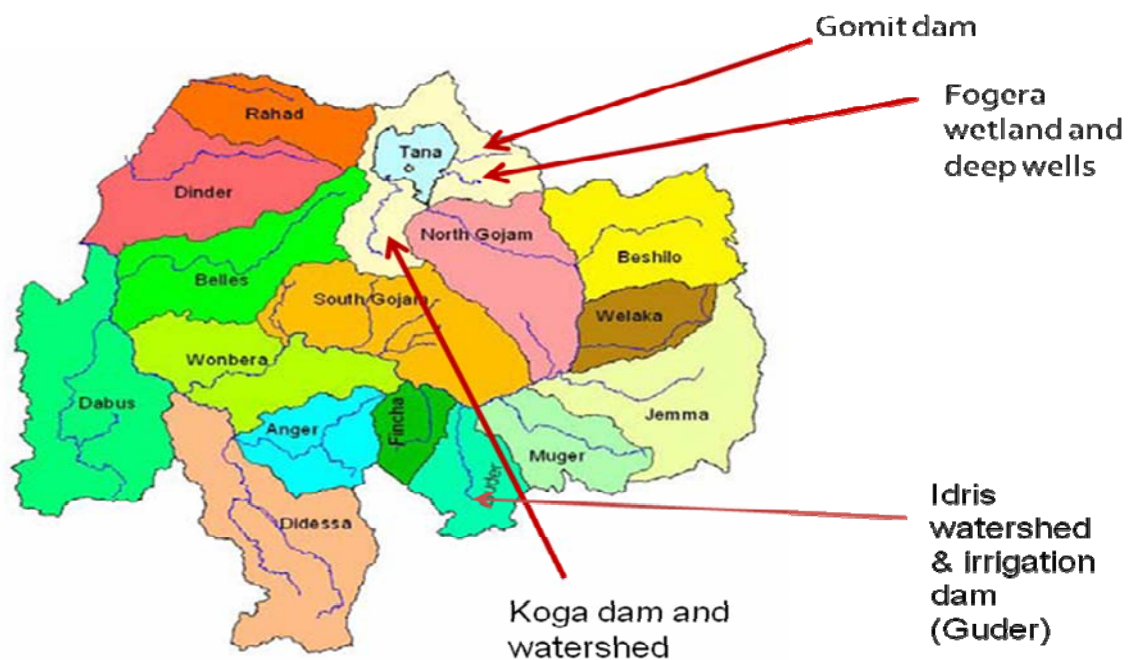 Gomit dam
Fogera
wetland and
deep wells
Rahad
Tana
Dinder
North Gojam
Beshilo
Belles
South Gojam
Welaka
Wonbera
Dabus
Fincha
Jemma
Anger
Muger
Guder
Didessa
Idris
watershed
& irrigation
dam
(Guder)
Koga dam and
watershed